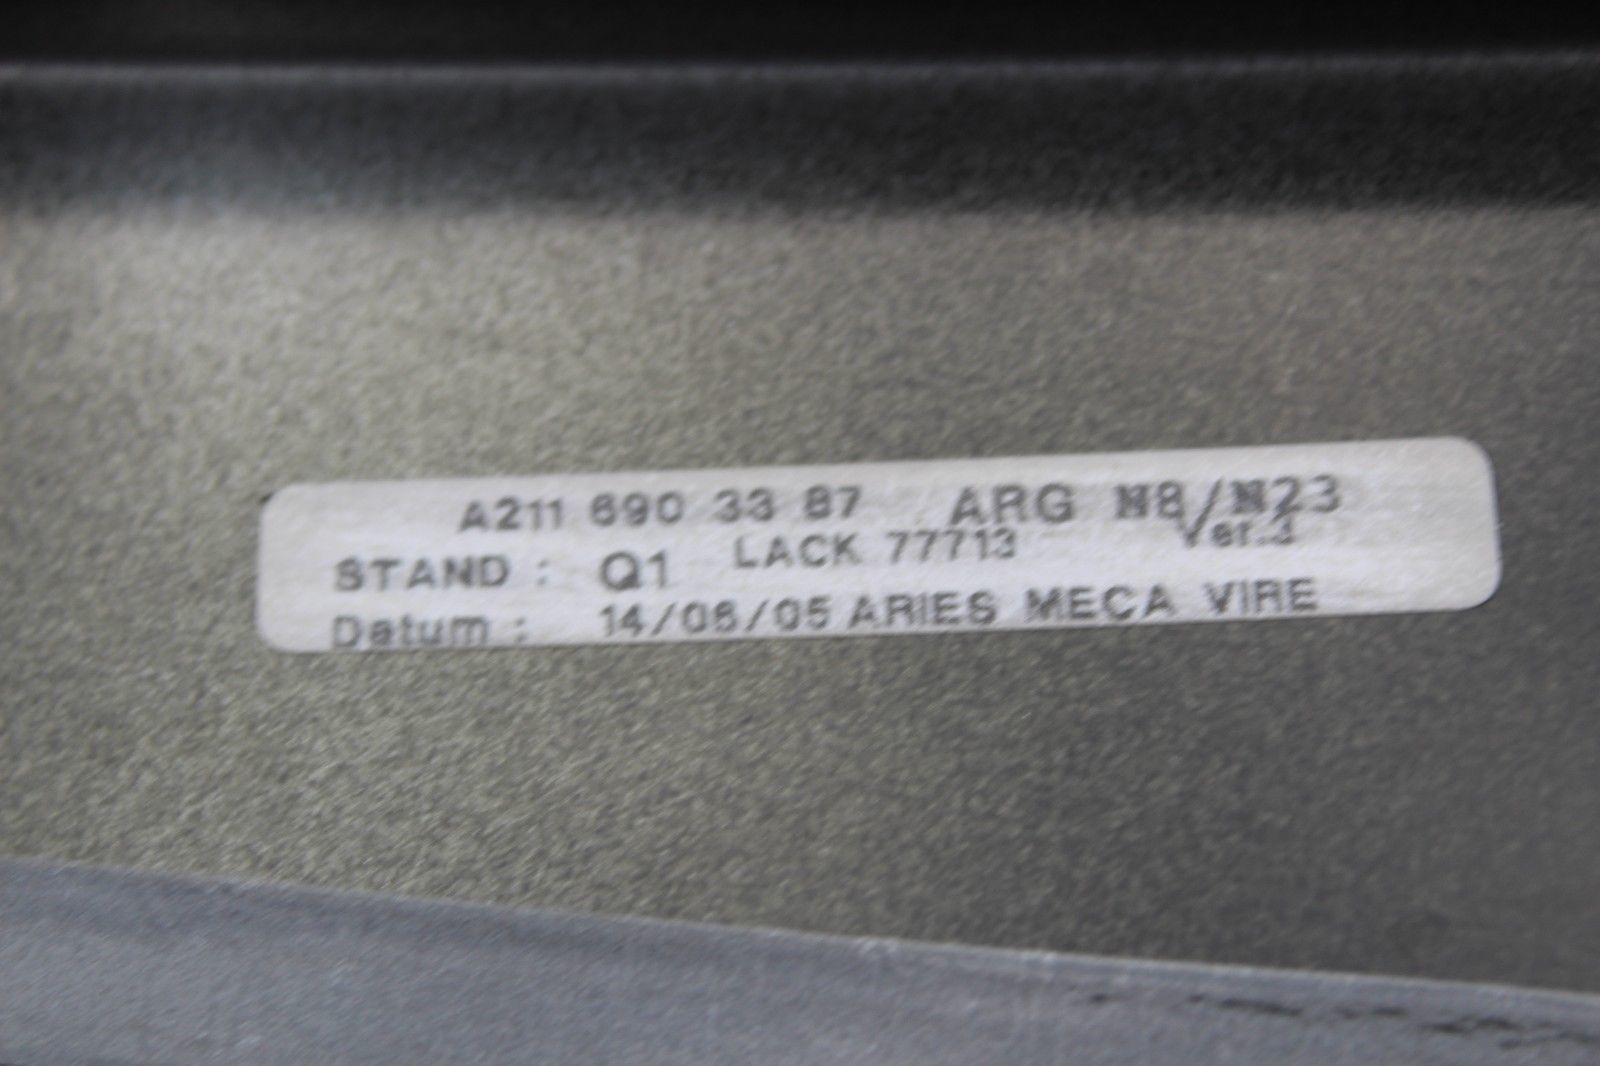 A211 690 33 87 ARG N8/N23
Ver.3
STAND : Q1 LACK 77713
Datum : 14/06/05 ARIES MECA VIRE